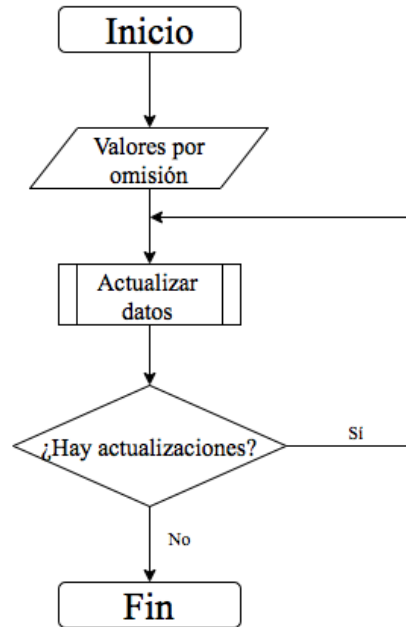 Inicio
Valores por
omisión
Actualizar
datos
¿Hay actualizaciones?
Sí
No
Fin